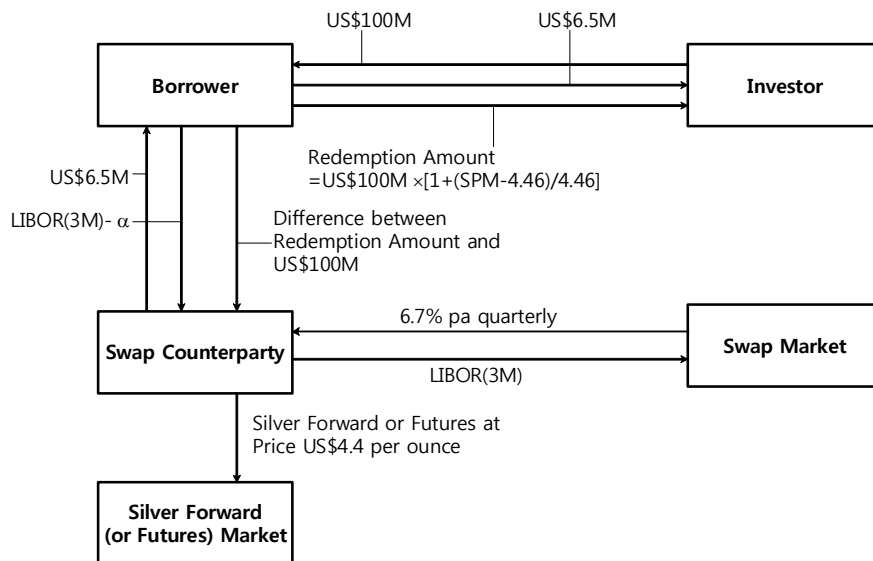 US$100M
US$6.5M
Borrower
Investor
Redemption Amount
=US$100M ×[1+(SPM-4.46)/4.46]
US$6.5M
LIBOR(3M)- α
Difference between
Redemption Amount and
US$100M
6.7% pa quarterly
Swap Counterparty
Swap Market
LIBOR(3M)
Silver Forward or Futures at
Price US$4.4 per ounce
Silver Forward
(or Futures) Market